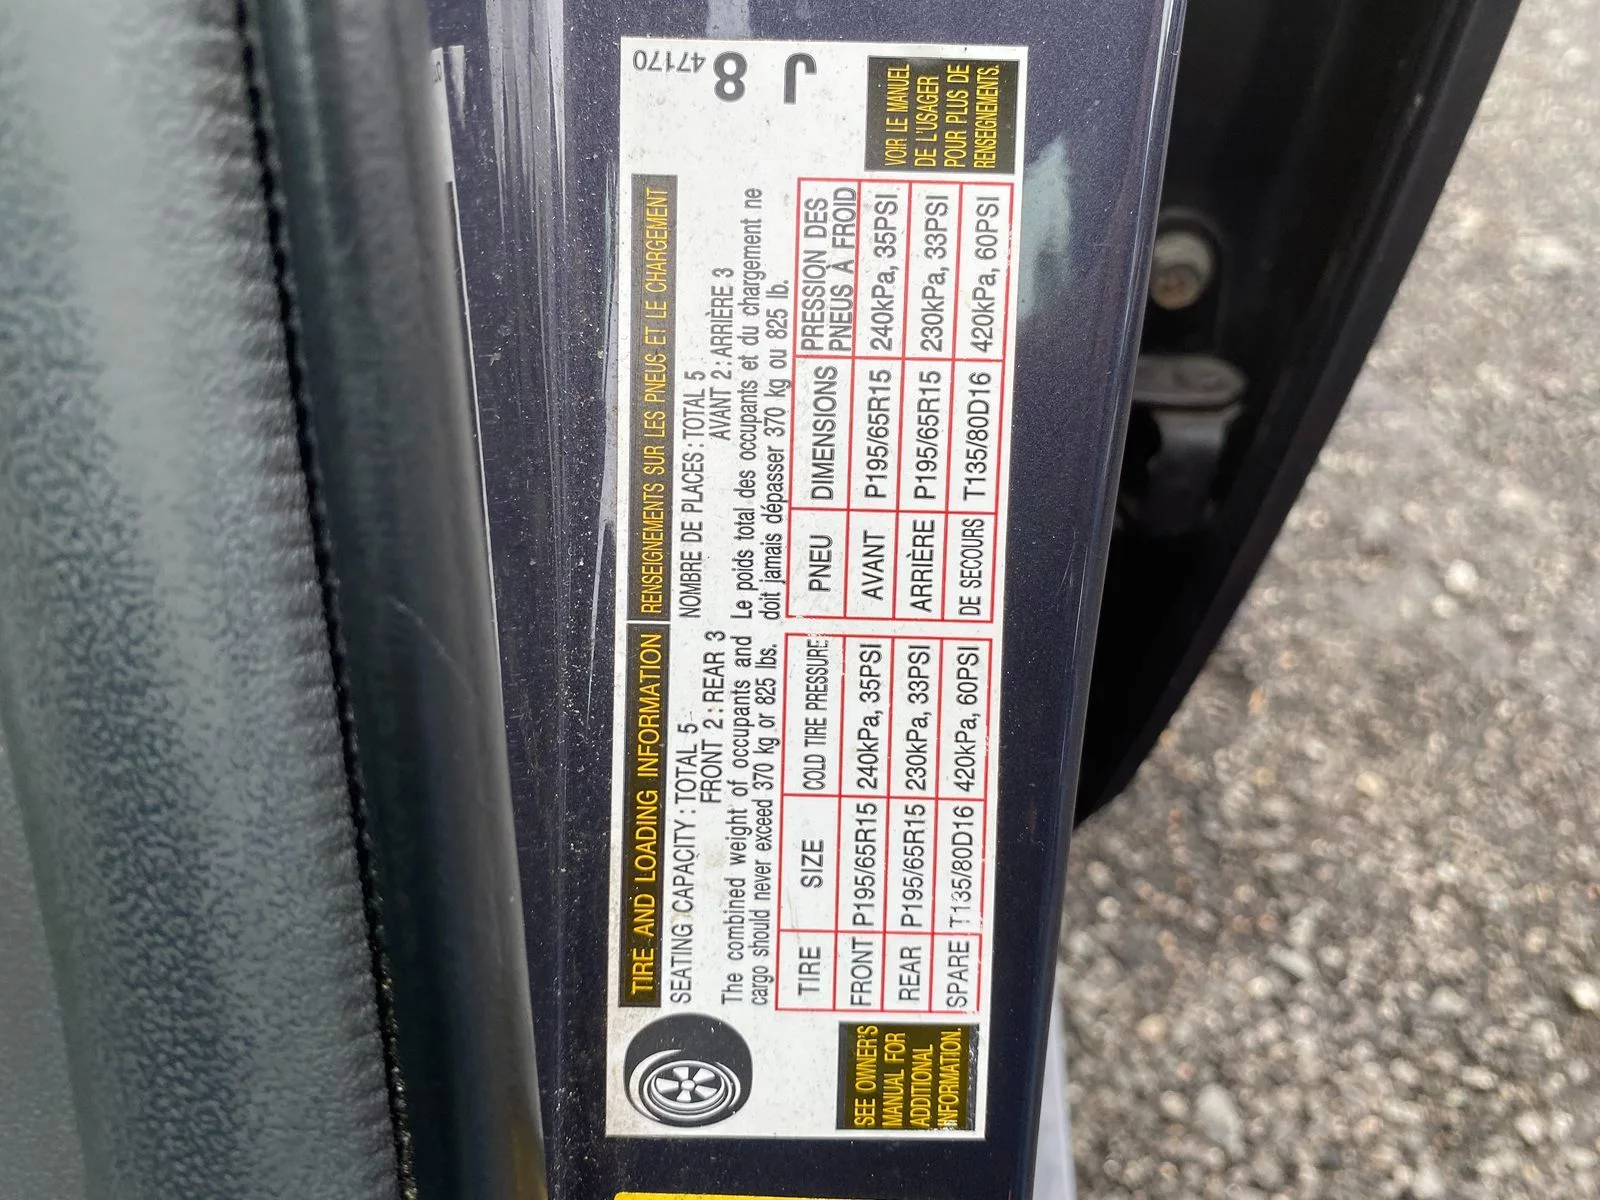 TIRE AND LOADING INFORMATION
SEATING CAPACITY : TOTAL 5
FRONT 2 : REAR 3
The combined weight of occupants and
cargo should never exceed 370 kg or 825 lbs.
TIRE SIZE COLD TIRE PRESSURE
FRONT P195/65R15 240kPa, 35PSI
REAR P195/65R15 230kPa, 33PSI
SPARE T135/80D16 420kPa, 60PSI
SEE OWNER'S
MANUAL FOR
ADDITIONAL
INFORMATION.
RENSEIGNEMENTS SUR LES PNEUS ET LE CHARGEMENT
NOMBRE DE PLACES : TOTAL 5
AVANT 2 : ARRIÈRE 3
Le poids total des occupants et du chargement ne
doit jamais dépasser 370 kg ou 825 lb.
PNEU DIMENSIONS PRESSION DES
PNEUS À FROID
AVANT P195/65R15 240kPa, 35PSI
ARRIÈRE P195/65R15 230kPa, 33PSI
DE SECOURS T135/80D16 420kPa, 60PSI
VOIR LE MANUEL
DE L'USAGER
POUR PLUS DE
RENSEIGNEMENTS.
47170
8
J